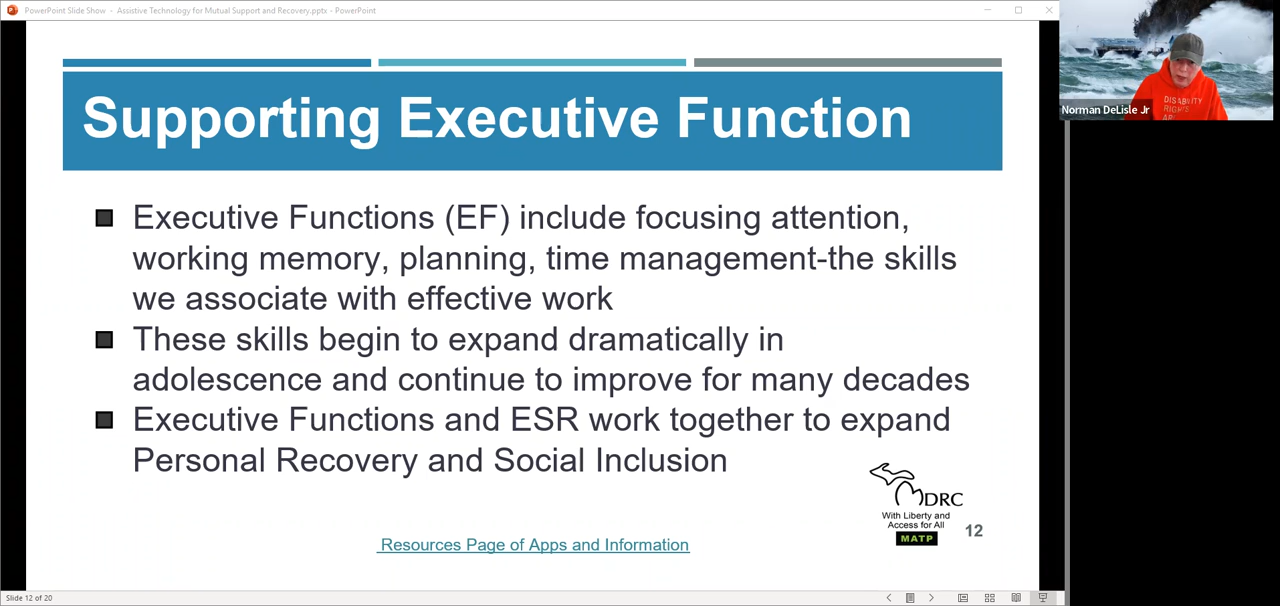 PowerPoint Slide Show - Assistive Technology for Mutual Support and Recovery.pptx - PowerPoint
Norman DeLisle Jr
DISABILITY
RIGHTS
Supporting Executive Function
Executive Functions (EF) include focusing attention,
working memory, planning, time management-the skills
we associate with effective work
These skills begin to expand dramatically in
adolescence and continue to improve for many decades
Executive Functions and ESR work together to expand
Personal Recovery and Social Inclusion
MDRC
With Liberty and
Access for All
MATP
12
Resources Page of Apps and Information
Slide 12 of 20